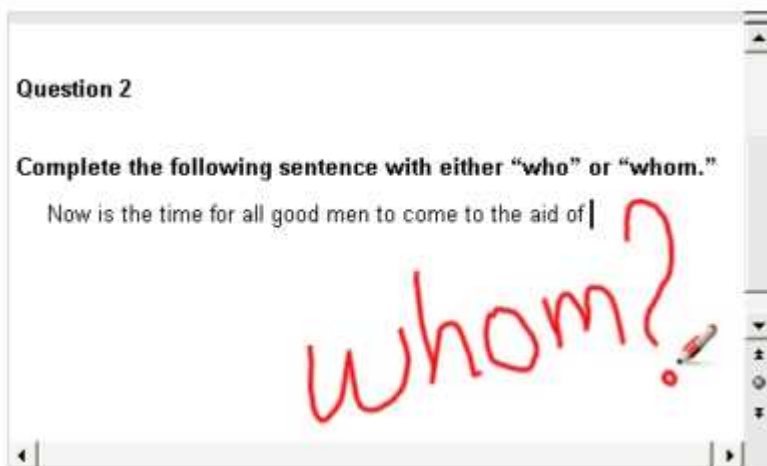 Question 2
Complete the following sentence with either “who” or “whom.”
Now is the time for all good men to come to the aid of
whom?